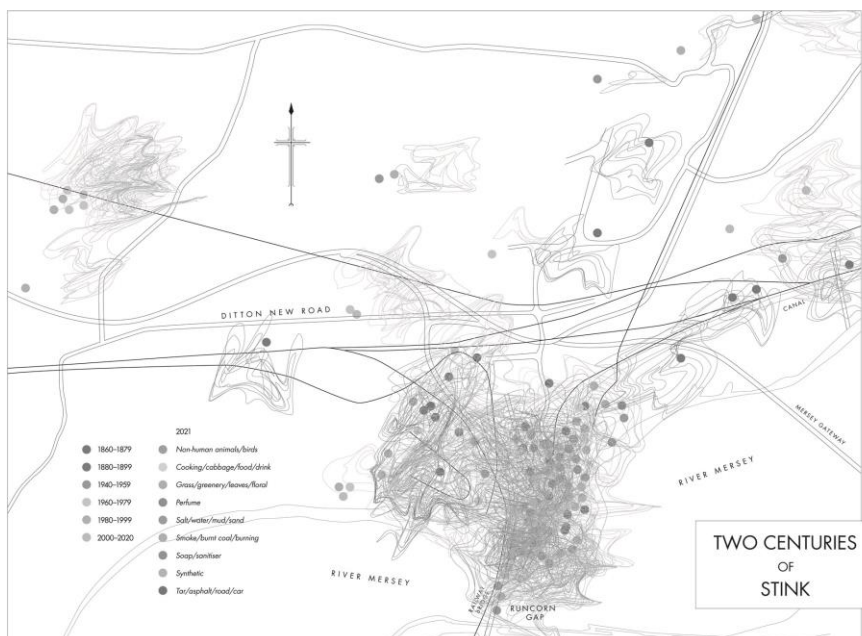 DITTON NEW ROAD
CANAL
MERSEY GATEWAY
RIVER MERSEY
RIVER MERSEY
RAILWAY BRIDGE
RUNCORN
GAP
1860–1879
1880–1899
1940–1959
1960–1979
1980–1999
2000–2020
2021
Non-human animals/birds
Cooking/cabbage/food/drink
Grass/greenery/leaves/floral
Perfume
Salt/water/mud/sand
Smoke/burnt coal/burning
Soap/sanitiser
Synthetic
Tar/asphalt/road/car
TWO CENTURIES
OF
STINK